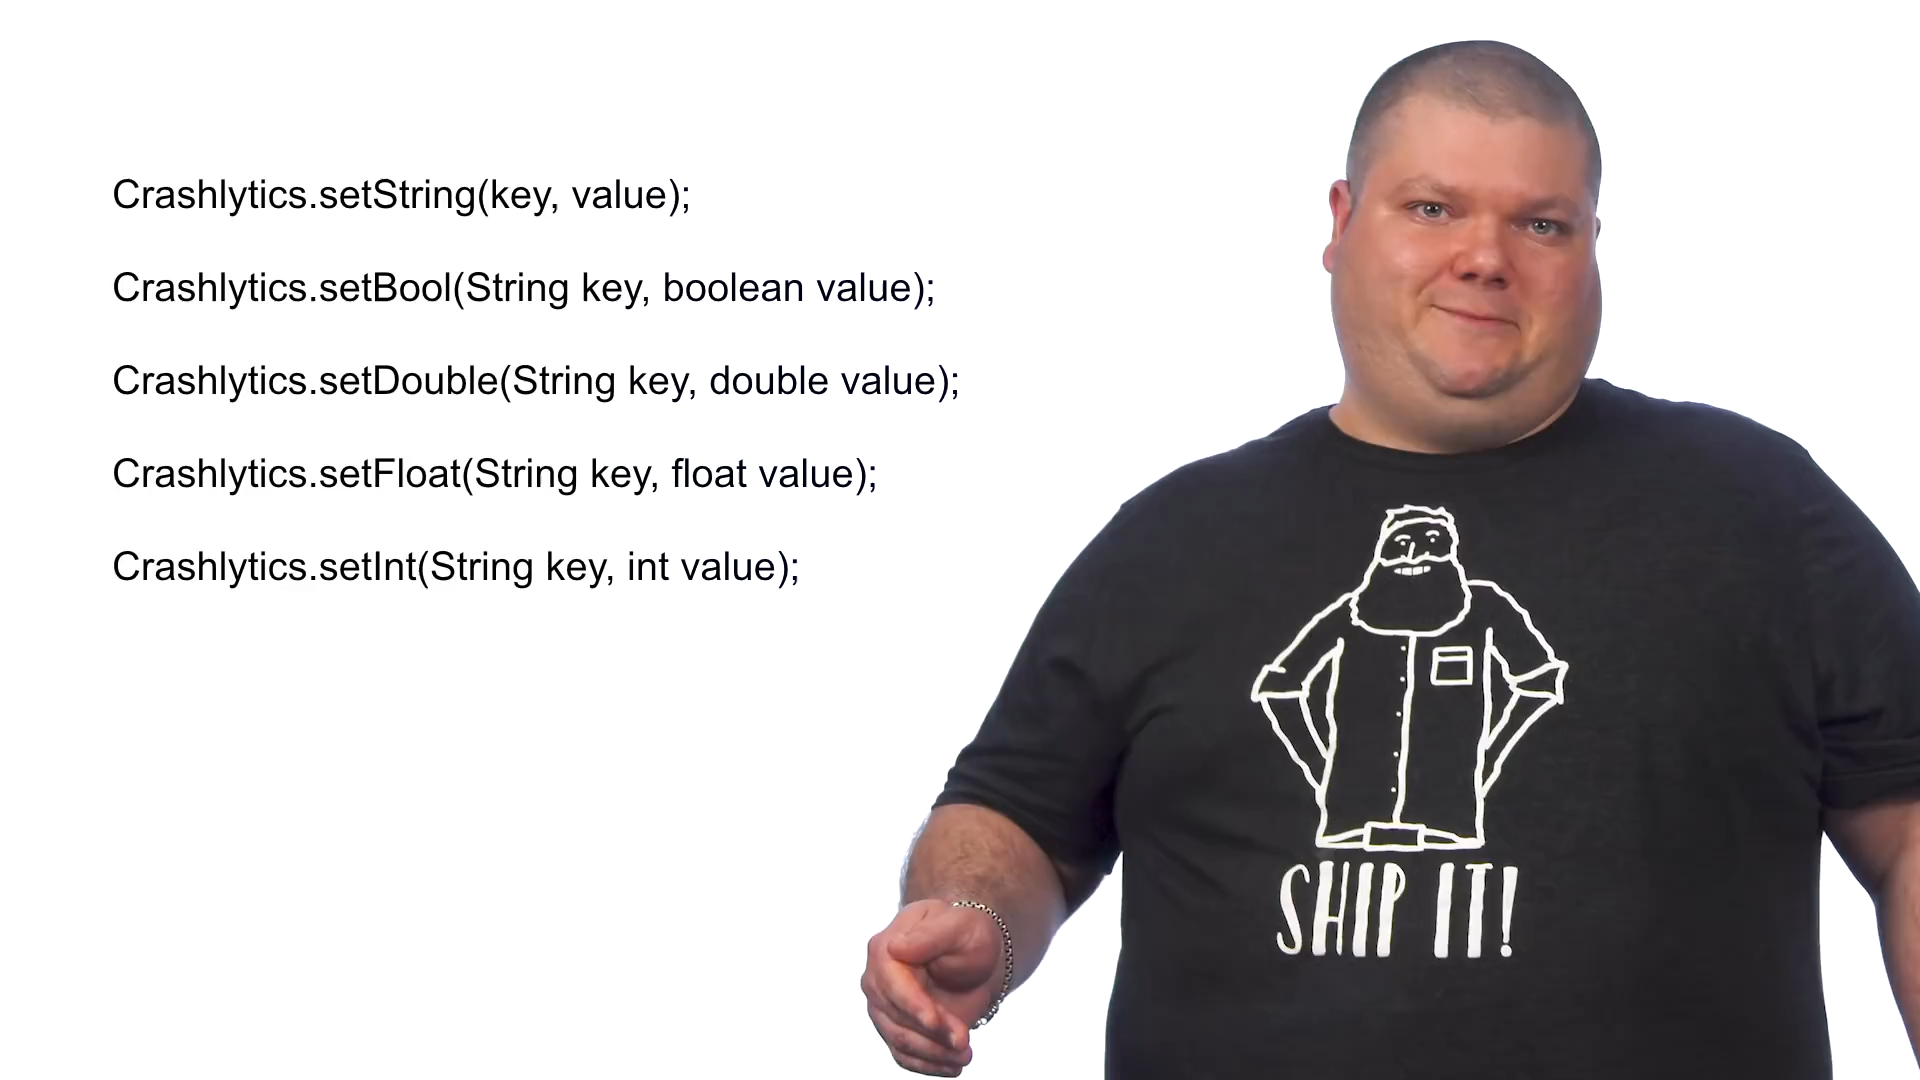 Crashlytics.setString(key, value);
Crashlytics.setBool(String key, boolean value);
Crashlytics.setDouble(String key, double value);
Crashlytics.setFloat(String key, float value);
Crashlytics.setInt(String key, int value);
SHIP IT!